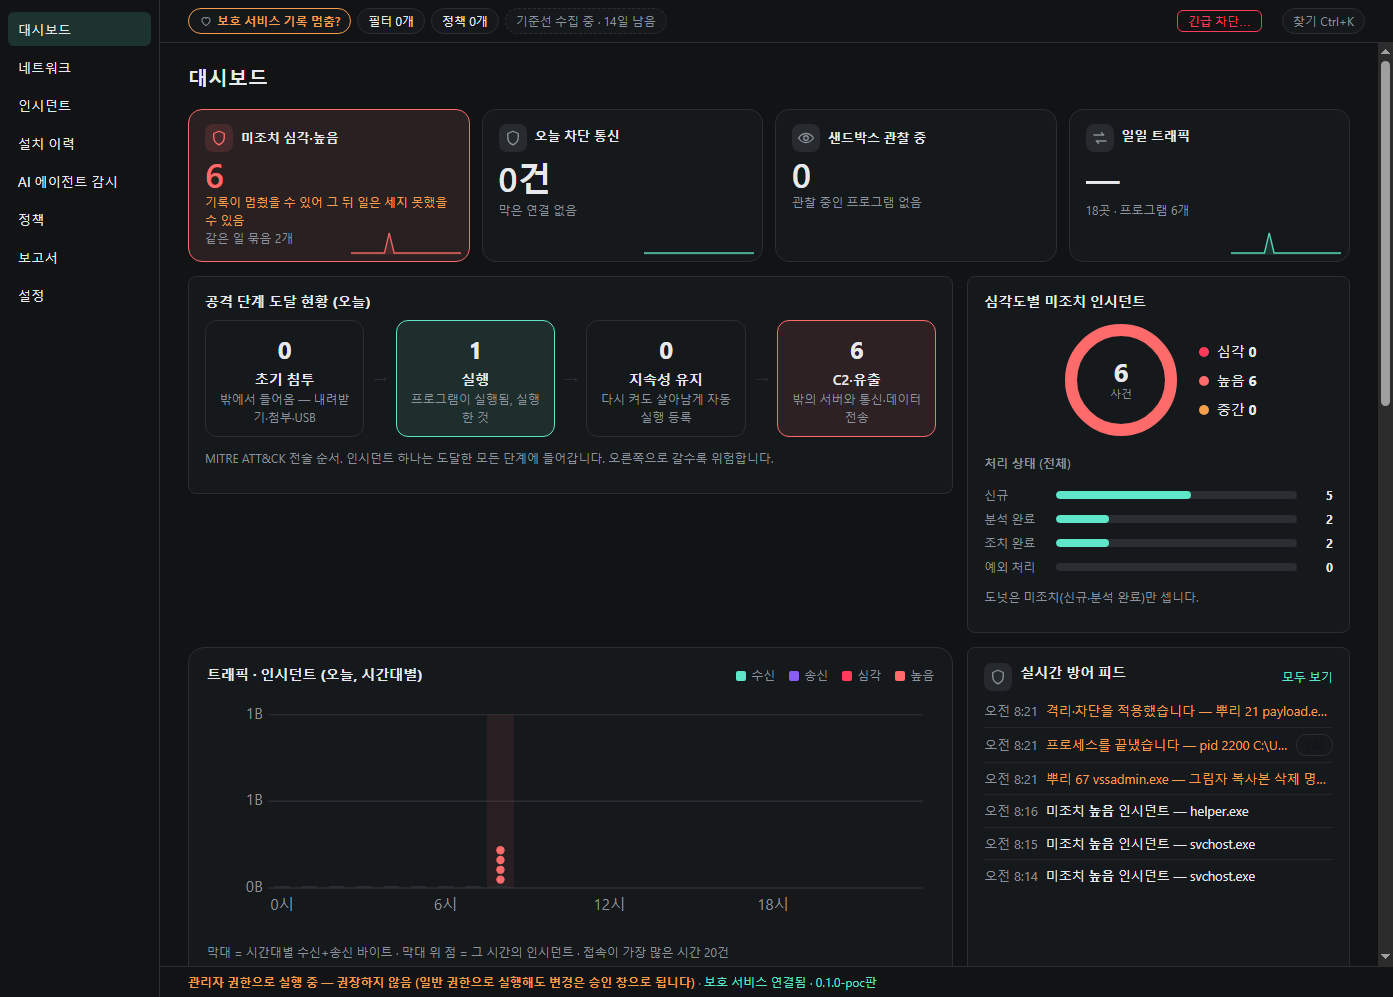 대시보드
네트워크
인시던트
설치 이력
AI 에이전트 감시
정책
보고서
설정
보호 서비스 기록 멈춤?
필터 0개
정책 0개
기준선 수집 중 · 14일 남음
긴급 차단...
찾기 Ctrl+K
대시보드
미조치 심각·높음
6
기록이 멈췄을 수 있어 그 뒤 일은 세지 못했을
수 있음
같은 일 묶음 2개
오늘 차단 통신
0건
막은 연결 없음
샌드박스 관찰 중
0
관찰 중인 프로그램 없음
일일 트래픽
—
18곳 · 프로그램 6개
공격 단계 도달 현황 (오늘)
0
초기 침투
밖에서 들어옴 — 내려받
기·첨부·USB
→
1
실행
프로그램이 실행됨, 실행
한 것
→
0
지속성 유지
다시 켜도 살아남게 자동
실행 등록
→
6
C2·유출
밖의 서버와 통신·데이터
전송
MITRE ATT&CK 전술 순서. 인시던트 하나는 도달한 모든 단계에 들어갑니다. 오른쪽으로 갈수록 위험합니다.
심각도별 미조치 인시던트
6
사건
심각 0
높음 6
중간 0
처리 상태 (전체)
신규 5
분석 완료 2
조치 완료 2
예외 처리 0
도넛은 미조치(신규·분석 완료)만 셉니다.
트래픽 · 인시던트 (오늘, 시간대별)
수신
송신
심각
높음
1B
1B
0B
0시
6시
12시
18시
막대 = 시간대별 수신+송신 바이트 · 막대 위 점 = 그 시간의 인시던트 · 접속이 가장 많은 시간 20건
실시간 방어 피드
모두 보기
오전 8:21 격리·차단을 적용했습니다 — 뿌리 21 payload.e...
오전 8:21 프로세스를 끝냈습니다 — pid 2200 C:\U...
오전 8:21 뿌리 67 vssadmin.exe — 그림자 복사본 삭제 명...
오전 8:16 미조치 높음 인시던트 — helper.exe
오전 8:15 미조치 높음 인시던트 — svchost.exe
오전 8:14 미조치 높음 인시던트 — svchost.exe
관리자 권한으로 실행 중 — 권장하지 않음 (일반 권한으로 실행해도 변경은 승인 창으로 됩니다) · 보호 서비스 연결됨 · 0.1.0-poc판